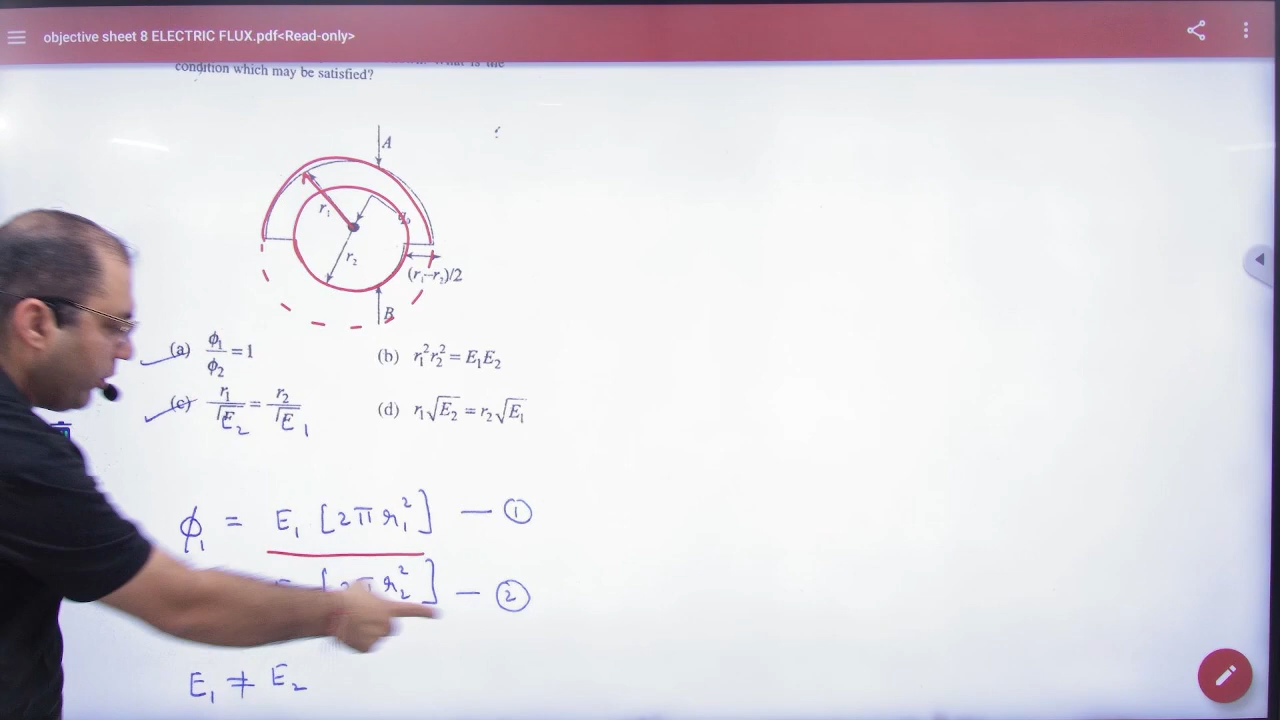 objective sheet 8 ELECTRIC FLUX.pdf<Read-only>
condition which may be satisfied?
A
r₁
r₂
(r₁–r₂)/2
B
(a) ϕ₁/ϕ₂ = 1
(b) r₁²r₂² = E₁E₂
(c) r₁/√E₂ = r₂/√E₁
(d) r₁√E₂ = r₂√E₁
ϕ₁ = E₁ [2π r₁²] — ①
[2π r₂²] — ②
E₁ ≠ E₂